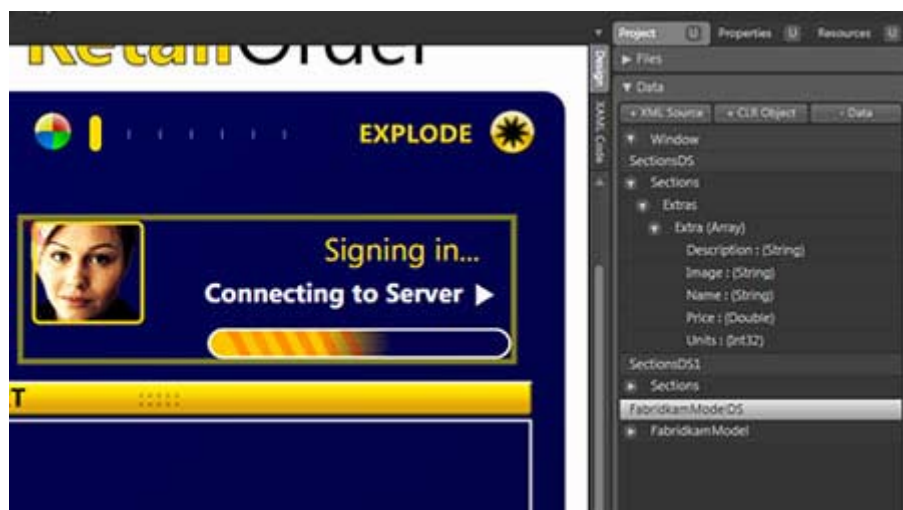 RetailOrder
EXPLODE
Signing in...
Connecting to Server
T
Design
XAML Code
Project U Properties U Resources U
Files
Data
+ XML Source + CLR Object - Data
Window
SectionsDS
Sections
Extras
Extra (Array)
Description : (String)
Image : (String)
Name : (String)
Price : (Double)
Units : (Int32)
SectionsDS1
Sections
FabridkamModelDS
FabridkamModel